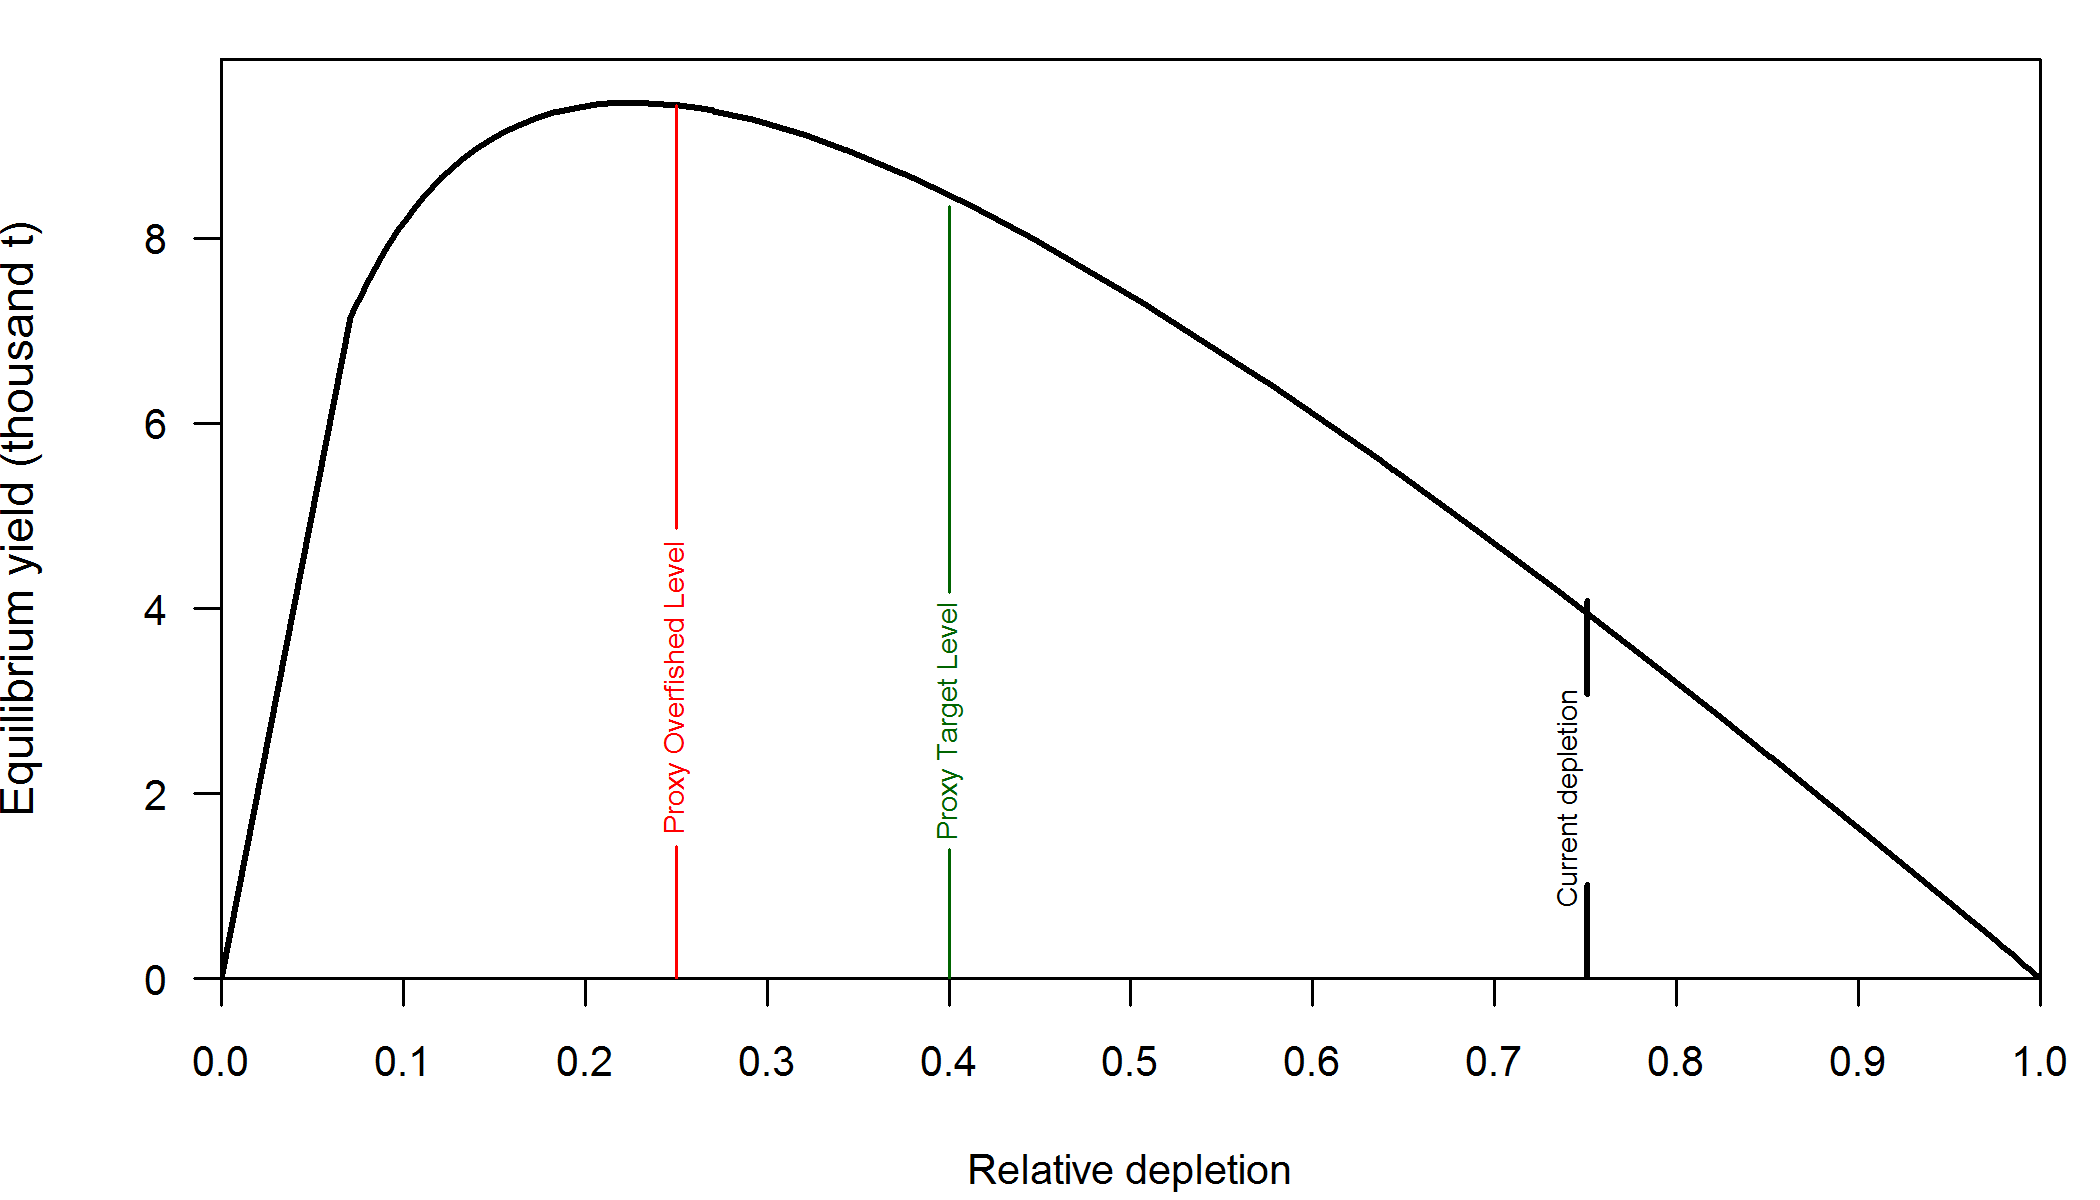 Equilibrium yield (thousand t)
8
6
4
2
0
Proxy Overfished Level
Proxy Target Level
Current depletion
0.0 0.1 0.2 0.3 0.4 0.5 0.6 0.7 0.8 0.9 1.0
Relative depletion